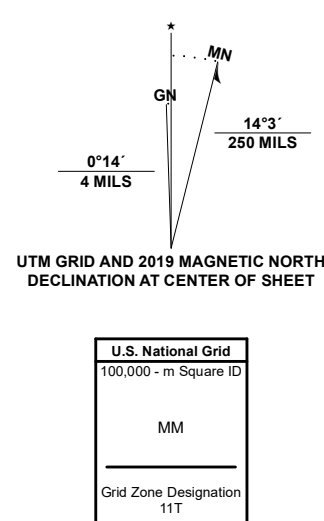 ★
MN
GN
14°3´
250 MILS
0°14´
4 MILS
UTM GRID AND 2019 MAGNETIC NORTH
DECLINATION AT CENTER OF SHEET
U.S. National Grid
100,000 - m Square ID
MM
Grid Zone Designation
11T